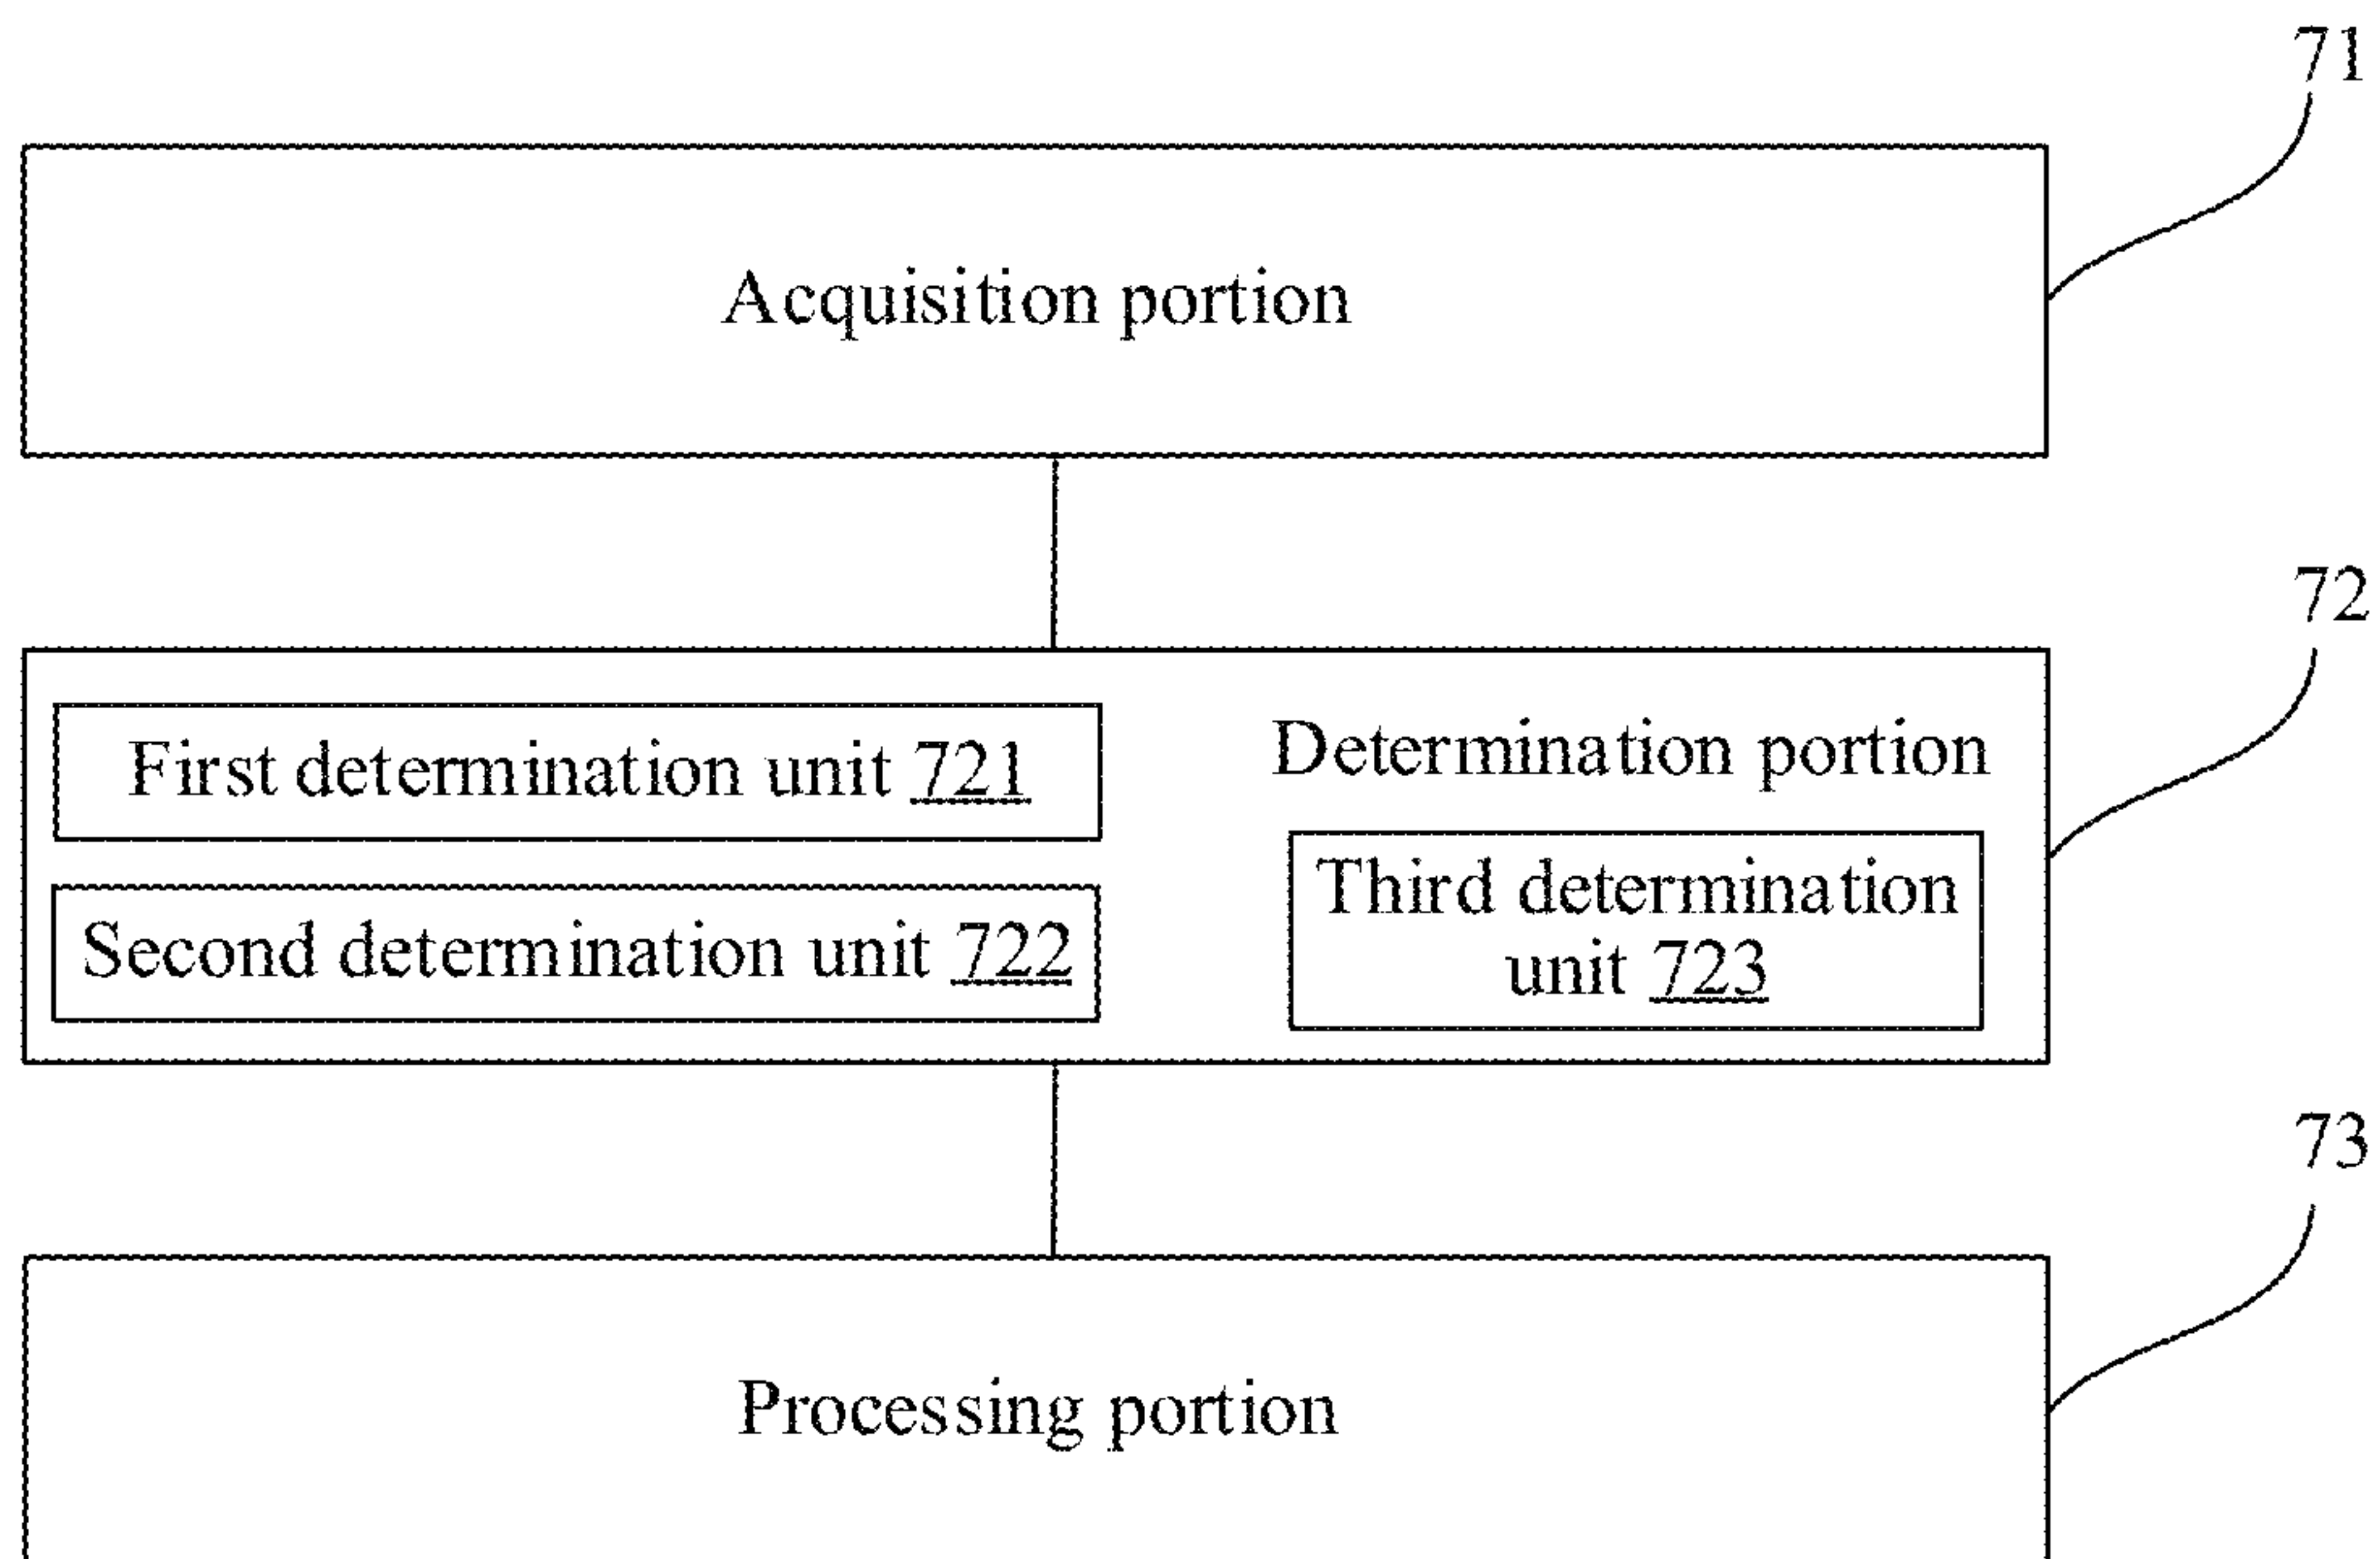 71
Acquisition portion
72
First determination unit 721
Determination portion
Second determination unit 722
Third determination
unit 723
73
Processing portion